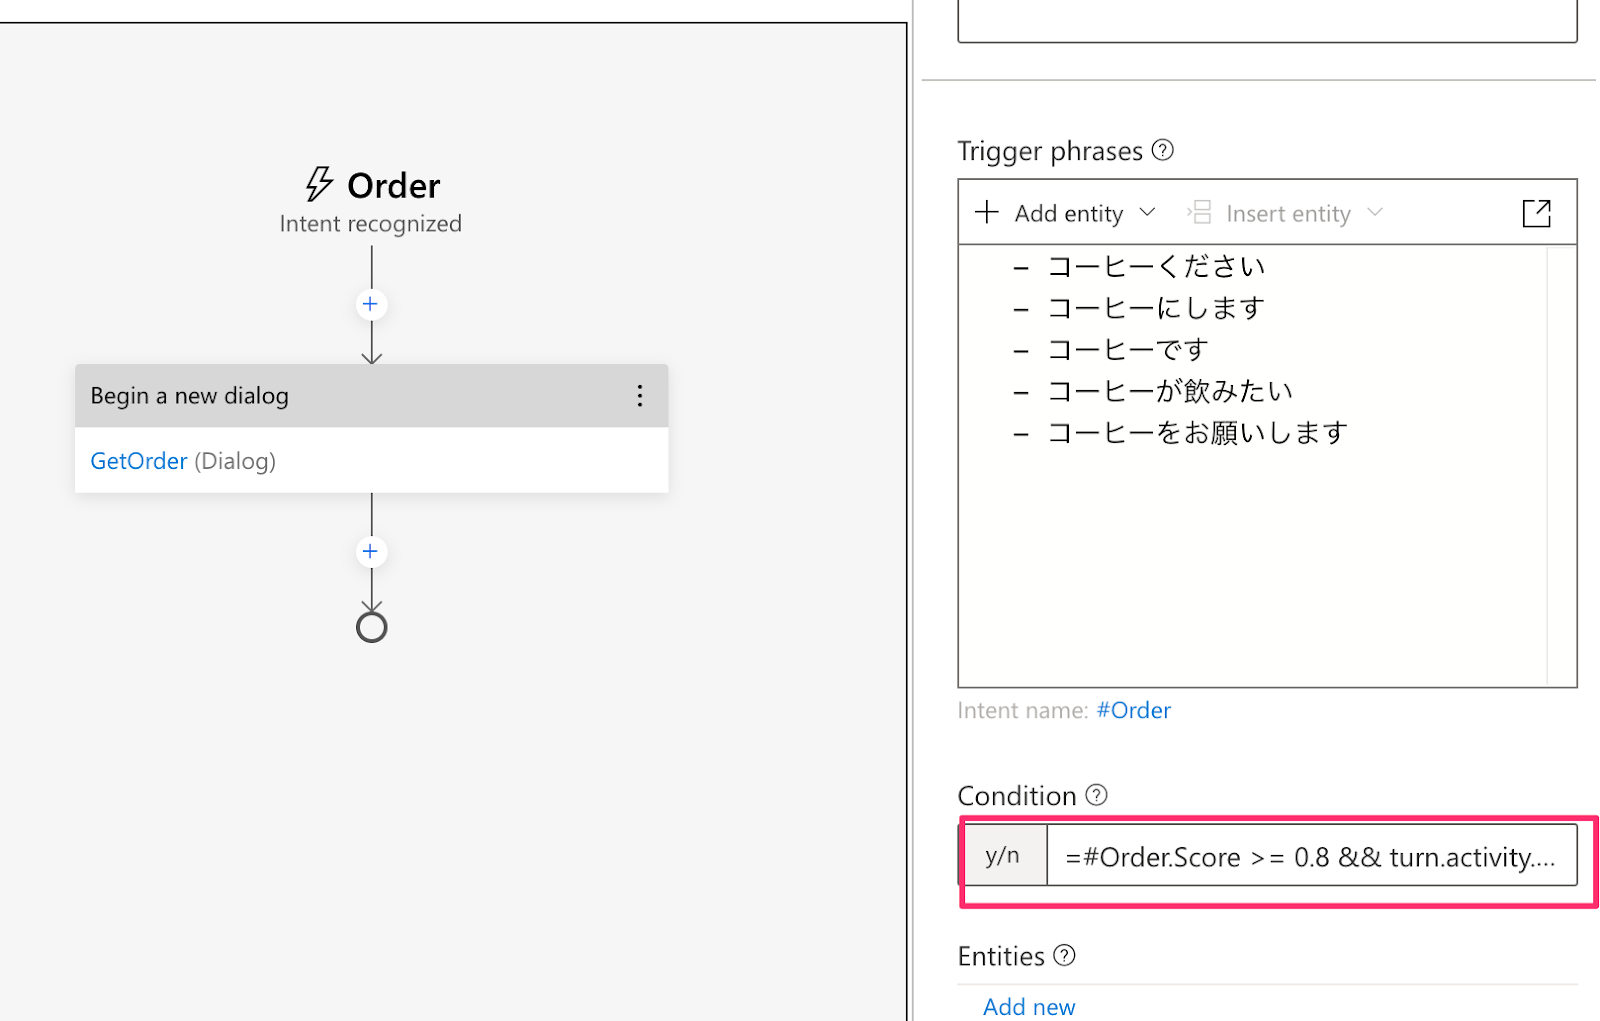 Order
Intent recognized
Begin a new dialog
GetOrder (Dialog)
Trigger phrases
Add entity
Insert entity
- コーヒーください
- コーヒーにします
- コーヒーです
- コーヒーが飲みたい
- コーヒーをお願いします
Intent name: #Order
Condition
y/n =#Order.Score >= 0.8 && turn.activity....
Entities
Add new